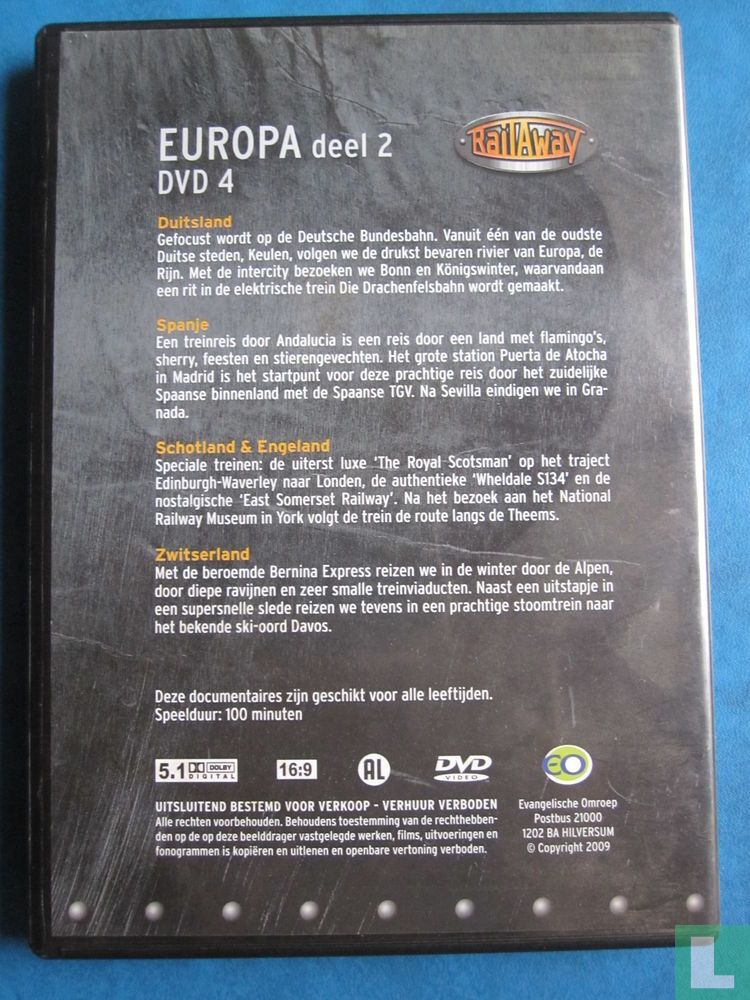 EUROPA deel 2
RailAway
DVD 4
Duitsland
Gefocust wordt op de Deutsche Bundesbahn. Vanuit één van de oudste
Duitse steden, Keulen, volgen we de drukst bevaren rivier van Europa, de
Rijn. Met de intercity bezoeken we Bonn en Königswinter, waarvandaan
een rit in de elektrische trein Die Drachenfelsbahn wordt gemaakt.
Spanje
Een treinreis door Andalucia is een reis door een land met flamingo's,
sherry, feesten en stierengevechten. Het grote station Puerta de Atocha
in Madrid is het startpunt voor deze prachtige reis door het zuidelijke
Spaanse binnenland met de Spaanse TGV. Na Sevilla eindigen we in Gra-
nada.
Schotland & Engeland
Speciale treinen: de uiterst luxe 'The Royal Scotsman' op het traject
Edinburgh-Waverley naar Londen, de authentieke 'Wheldale S134' en de
nostalgische 'East Somerset Railway'. Na het bezoek aan het National
Railway Museum in York volgt de trein de route langs de Theems.
Zwitserland
Met de beroemde Bernina Express reizen we in de winter door de Alpen,
door diepe ravijnen en zeer smalle treinviaducten. Naast een uitstapje in
een supersnelle slede reizen we tevens in een prachtige stoomtrein naar
het bekende ski-oord Davos.
Deze documentaires zijn geschikt voor alle leeftijden.
Speelduur: 100 minuten
5.1 DOLBY DIGITAL 16:9 AL DVD VIDEO EO
UITSLUITEND BESTEMD VOOR VERKOOP - VERHUUR VERBODEN
Alle rechten voorbehouden. Behoudens toestemming van de rechthebben-
den op de op deze beelddrager vastgelegde werken, films, uitvoeringen en
fonogrammen is kopiëren en uitlenen en openbare vertoning verboden.
Evangelische Omroep
Postbus 21000
1202 BA HILVERSUM
© Copyright 2009
L